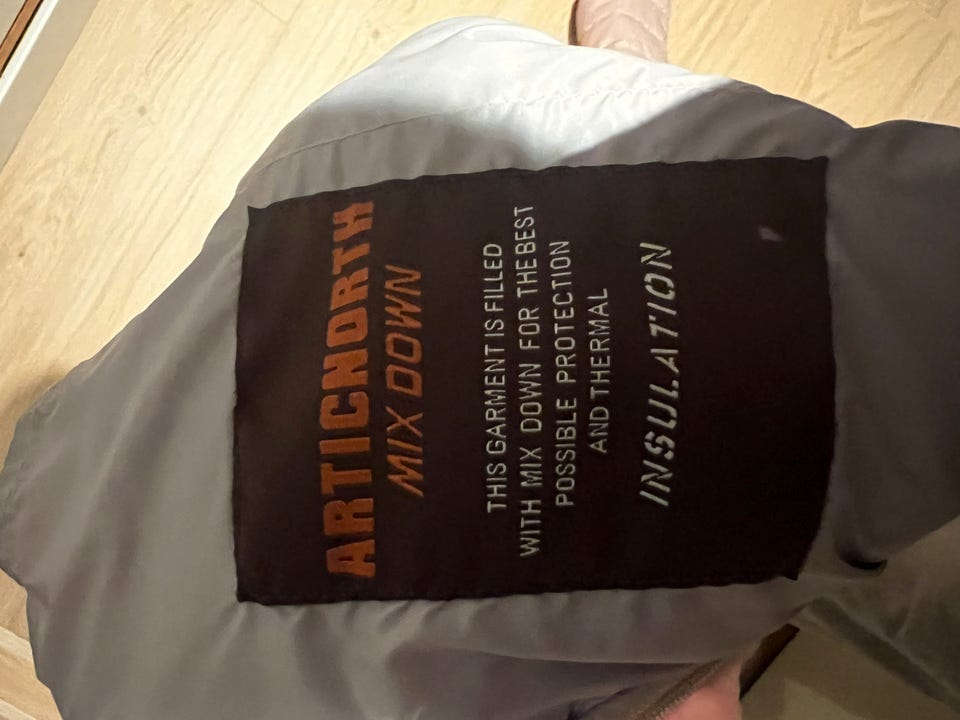 ARTICNORTH
MIX DOWN
THIS GARMENT IS FILLED
WITH MIX DOWN FOR THE BEST
POSSIBLE PROTECTION
AND THERMAL
INSULATION